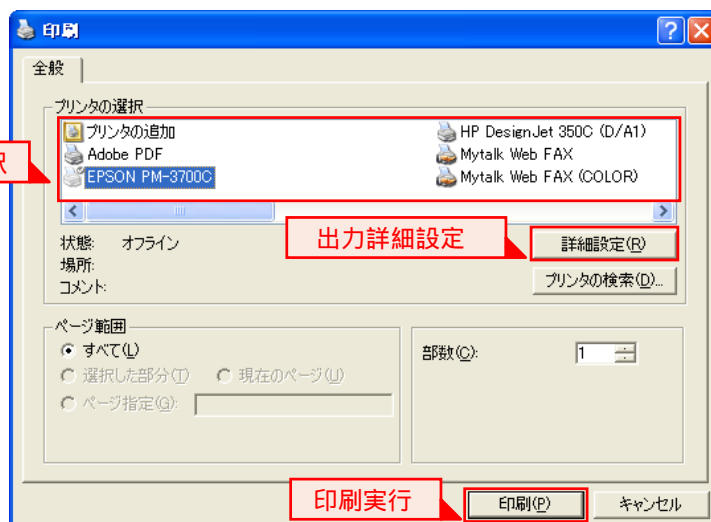 印刷
全般
プリンタの選択
プリンタの追加
HP DesignJet 350C (D/A1)
Adobe PDF
Mytalk Web FAX
択
EPSON PM-3700C
Mytalk Web FAX (COLOR)
状態: オフライン
出力詳細設定
詳細設定(R)
場所:
コメント:
プリンタの検索(D)...
ページ範囲
すべて(L)
部数(C): 1
選択した部分(T) 現在のページ(U)
ページ指定(G):
印刷実行
印刷(P)
キャンセル